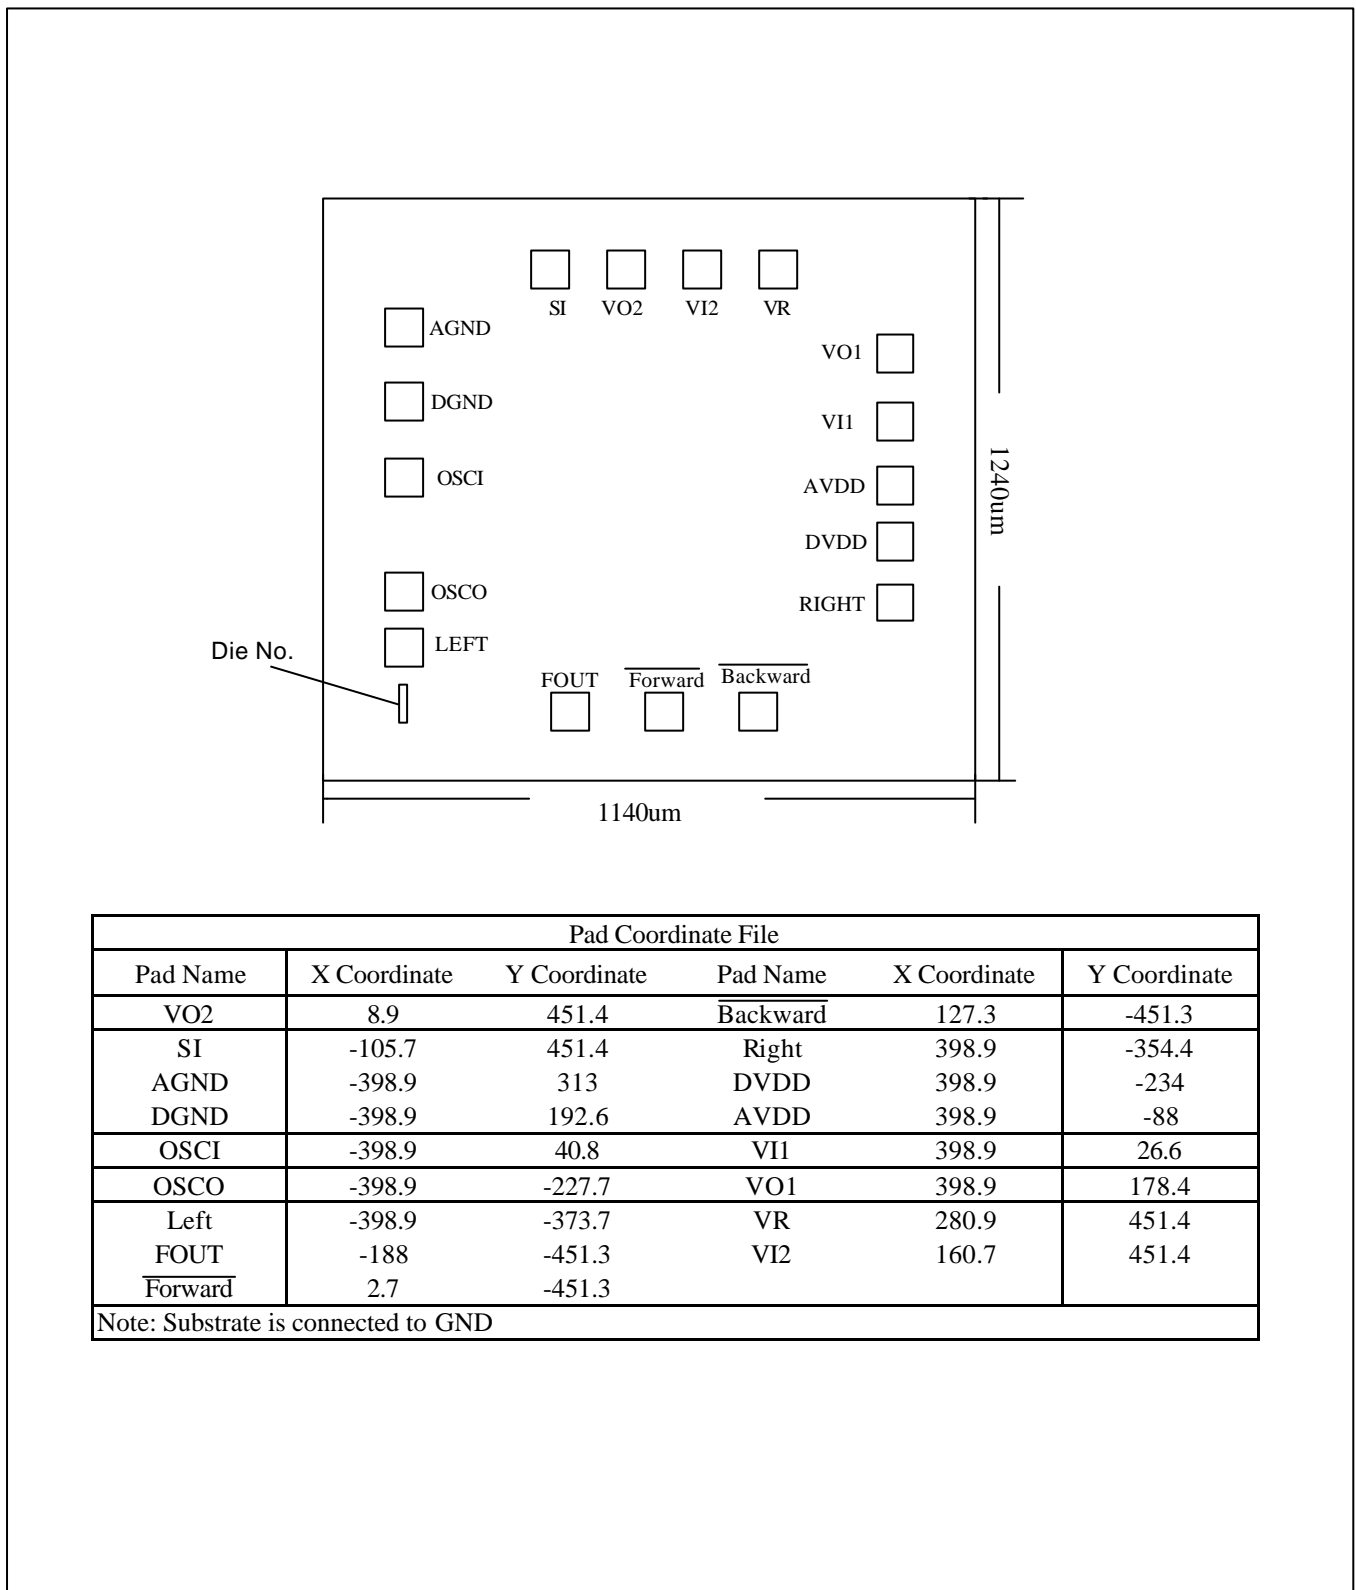 SI VO2 VI2 VR
AGND
VO1
DGND
VI1
OSCI
AVDD
1240um
DVDD
OSCO
RIGHT
LEFT
Die No.
FOUT Forward Backward
1140um
Pad Coordinate File
Pad Name X Coordinate Y Coordinate Pad Name X Coordinate Y Coordinate
VO2 8.9 451.4 Backward 127.3 -451.3
SI -105.7 451.4 Right 398.9 -354.4
AGND -398.9 313 DVDD 398.9 -234
DGND -398.9 192.6 AVDD 398.9 -88
OSCI -398.9 40.8 VI1 398.9 26.6
OSCO -398.9 -227.7 VO1 398.9 178.4
Left -398.9 -373.7 VR 280.9 451.4
FOUT -188 -451.3 VI2 160.7 451.4
Forward 2.7 -451.3
Note: Substrate is connected to GND